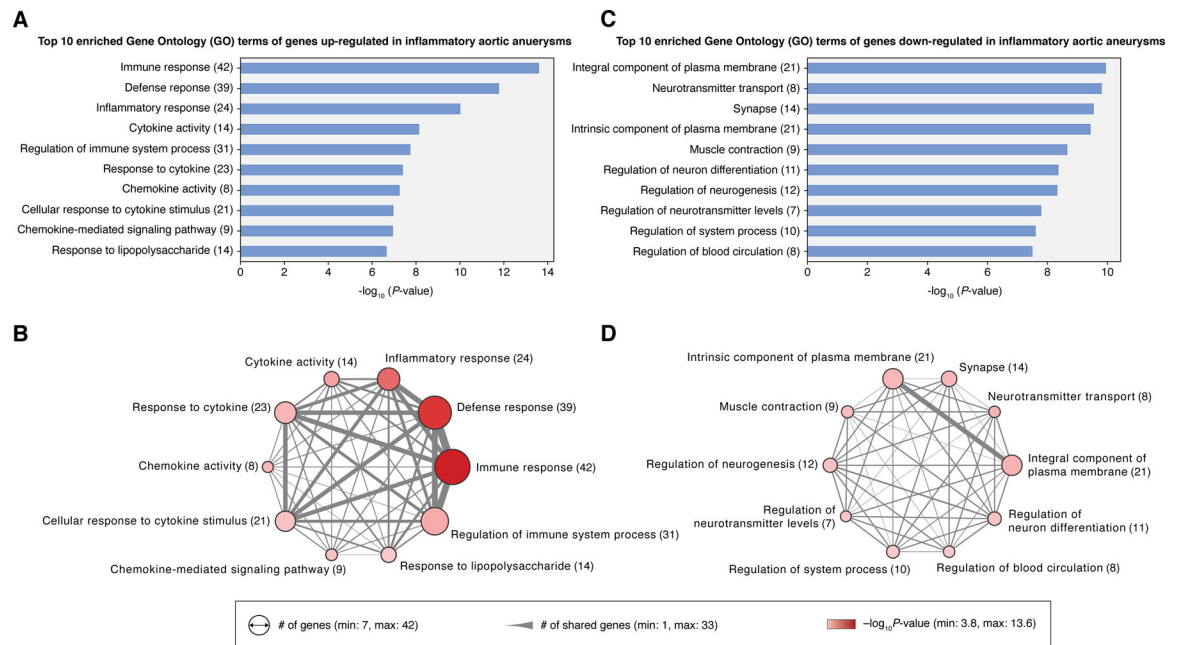 A
Top 10 enriched Gene Ontology (GO) terms of genes up-regulated in inflammatory aortic anuerysms
Immune response (42)
Defense reponse (39)
Inflammatory response (24)
Cytokine activity (14)
Regulation of immune system process (31)
Response to cytokine (23)
Chemokine activity (8)
Cellular response to cytokine stimulus (21)
Chemokine-mediated signaling pathway (9)
Response to lipopolysaccharide (14)
0 2 4 6 8 10 12 14
-log10 (P-value)
C
Top 10 enriched Gene Ontology (GO) terms of genes down-regulated in inflammatory aortic aneurysms
Integral component of plasma membrane (21)
Neurotransmitter transport (8)
Synapse (14)
Intrinsic component of plasma membrane (21)
Muscle contraction (9)
Regulation of neuron differentiation (11)
Regulation of neurogenesis (12)
Regulation of neurotransmitter levels (7)
Regulation of system process (10)
Regulation of blood circulation (8)
0 2 4 6 8 10
-log10 (P-value)
B
Inflammatory response (24)
Cytokine activity (14)
Response to cytokine (23)
Defense response (39)
Chemokine activity (8)
Immune response (42)
Cellular response to cytokine stimulus (21)
Regulation of immune system process (31)
Chemokine-mediated signaling pathway (9)
Response to lipopolysaccharide (14)
D
Intrinsic component of plasma membrane (21)
Synapse (14)
Muscle contraction (9)
Neurotransmitter transport (8)
Regulation of neurogenesis (12)
Integral component of
plasma membrane (21)
Regulation of
neurotransmitter levels (7)
Regulation of
neuron differentiation (11)
Regulation of system process (10)
Regulation of blood circulation (8)
# of genes (min: 7, max: 42)
# of shared genes (min: 1, max: 33)
–log10P-value (min: 3.8, max: 13.6)